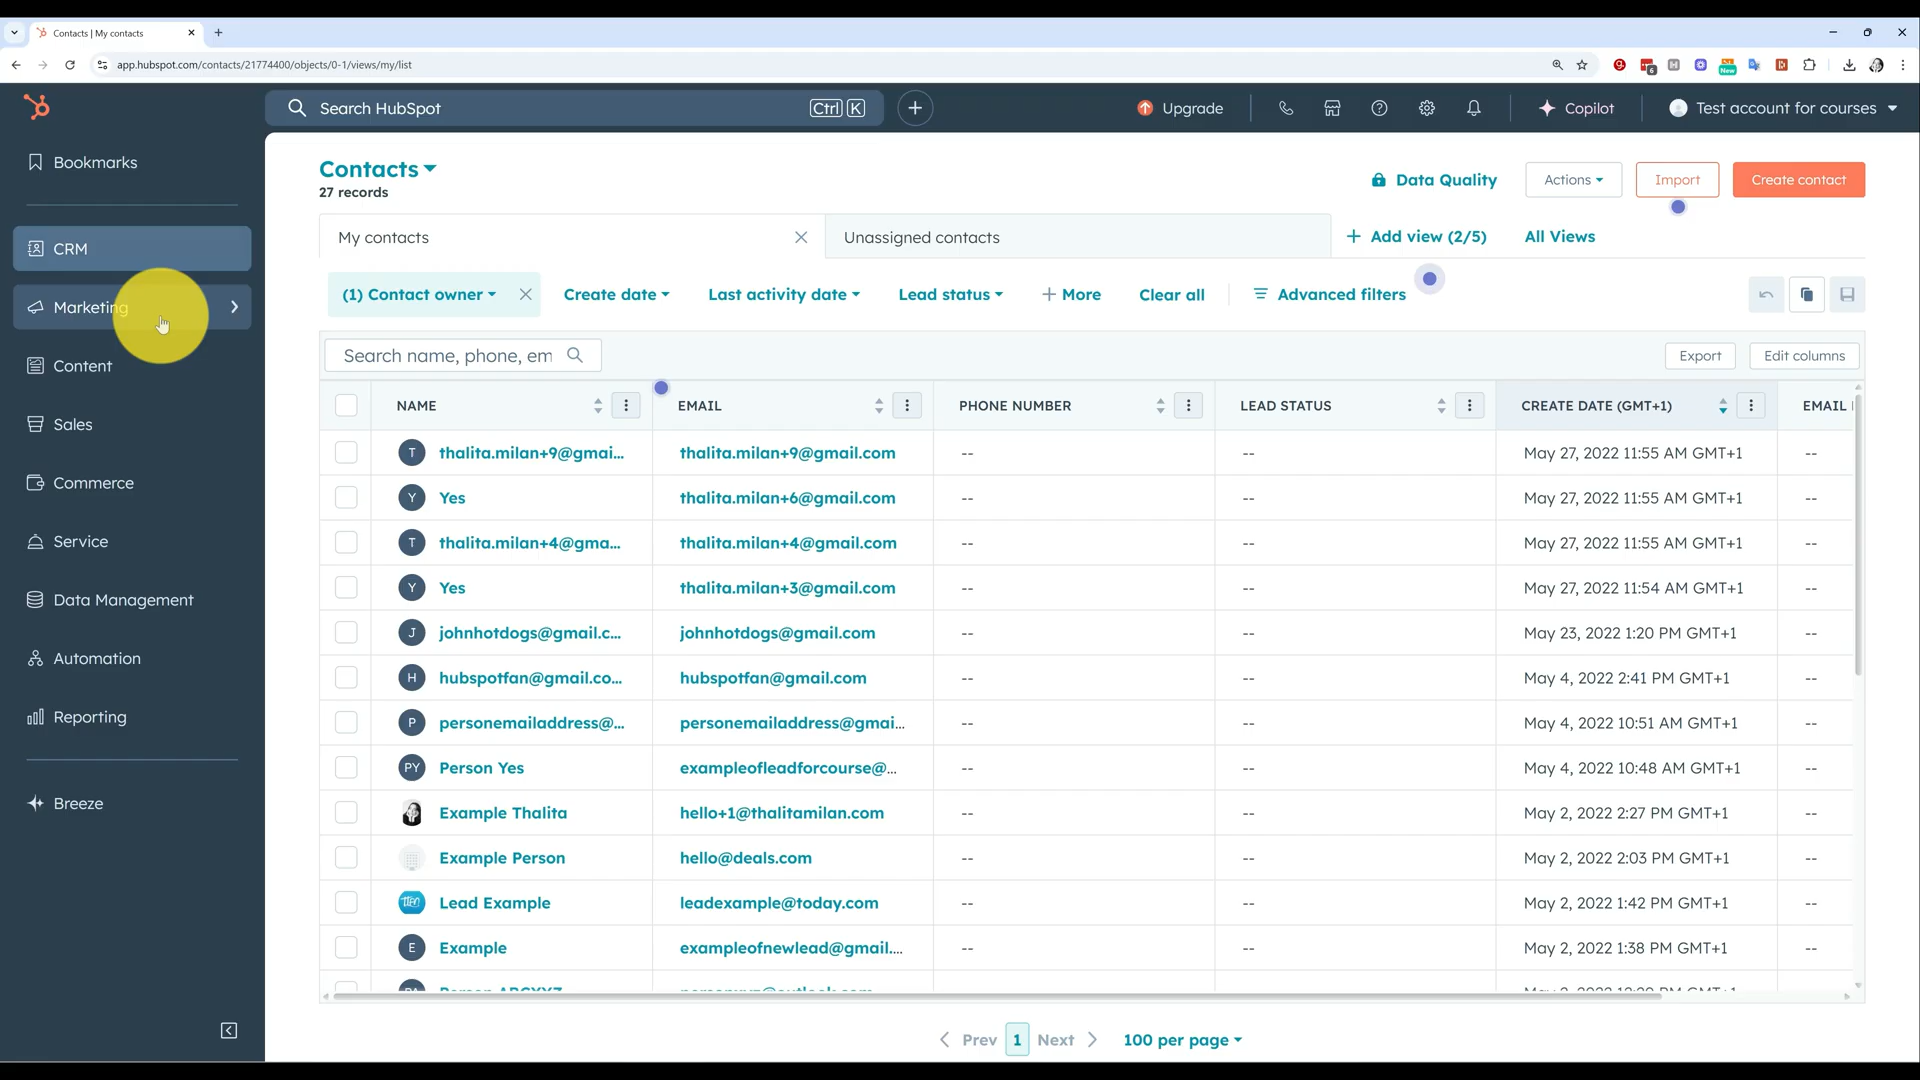 Contacts | My contacts
app.hubspot.com/contacts/21774400/objects/0-1/views/my/list
6
New
Search HubSpot
Ctrl K
Upgrade
Copilot
Test account for courses
Bookmarks
CRM
Marketing
Content
Sales
Commerce
Service
Data Management
Automation
Reporting
Breeze
Contacts
27 records
Data Quality
Actions
Import
Create contact
My contacts
Unassigned contacts
Add view (2/5)
All Views
(1) Contact owner
Create date
Last activity date
Lead status
More
Clear all
Advanced filters
Search name, phone, em
Export
Edit columns
NAME EMAIL PHONE NUMBER LEAD STATUS CREATE DATE (GMT+1) EMAIL
T thalita.milan+9@gmai... thalita.milan+9@gmail.com -- -- May 27, 2022 11:55 AM GMT+1 --
Y Yes thalita.milan+6@gmail.com -- -- May 27, 2022 11:55 AM GMT+1 --
T thalita.milan+4@gma... thalita.milan+4@gmail.com -- -- May 27, 2022 11:55 AM GMT+1 --
Y Yes thalita.milan+3@gmail.com -- -- May 27, 2022 11:54 AM GMT+1 --
J johnhotdogs@gmail.c... johnhotdogs@gmail.com -- -- May 23, 2022 1:20 PM GMT+1 --
H hubspotfan@gmail.co... hubspotfan@gmail.com -- -- May 4, 2022 2:41 PM GMT+1 --
P personemailaddress@... personemailaddress@gmai... -- -- May 4, 2022 10:51 AM GMT+1 --
PY Person Yes exampleofleadforcourse@... -- -- May 4, 2022 10:48 AM GMT+1 --
Example Thalita hello+1@thalitamilan.com -- -- May 2, 2022 2:27 PM GMT+1 --
Example Person hello@deals.com -- -- May 2, 2022 2:03 PM GMT+1 --
Lead Example leadexample@today.com -- -- May 2, 2022 1:42 PM GMT+1 --
E Example exampleofnewlead@gmail.... -- -- May 2, 2022 1:38 PM GMT+1 --
Prev 1 Next 100 per page